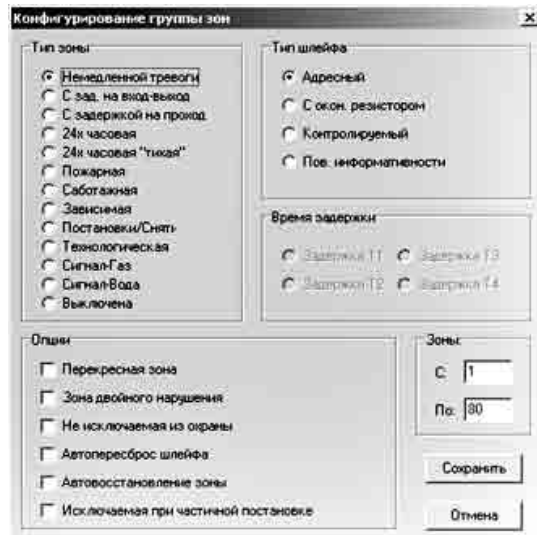 Конфигурирование группы зон
Тип зоны
Немедленной тревоги
С зад. на вход-выход
С задержкой на проход
24х часовая
24х часовая "тихая"
Пожарная
Саботажная
Зависимая
Постановки/Сняти
Технологическая
Сигнал-Газ
Сигнал-Вода
Выключена
Тип шлейфа
Адресный
С окон. резистором
Контролируемый
Пов. информативности
Время задержки
Задержка Т1 Задержка Т3
Задержка Т2 Задержка Т4
Опции
Перекресная зона
Зона двойного нарушения
Не исключаемая из охраны
Автопересброс шлейфа
Автовосстановление зоны
Исключаемая при частичной постановке
Зоны:
С: 1
По: 80
Сохранить
Отмена